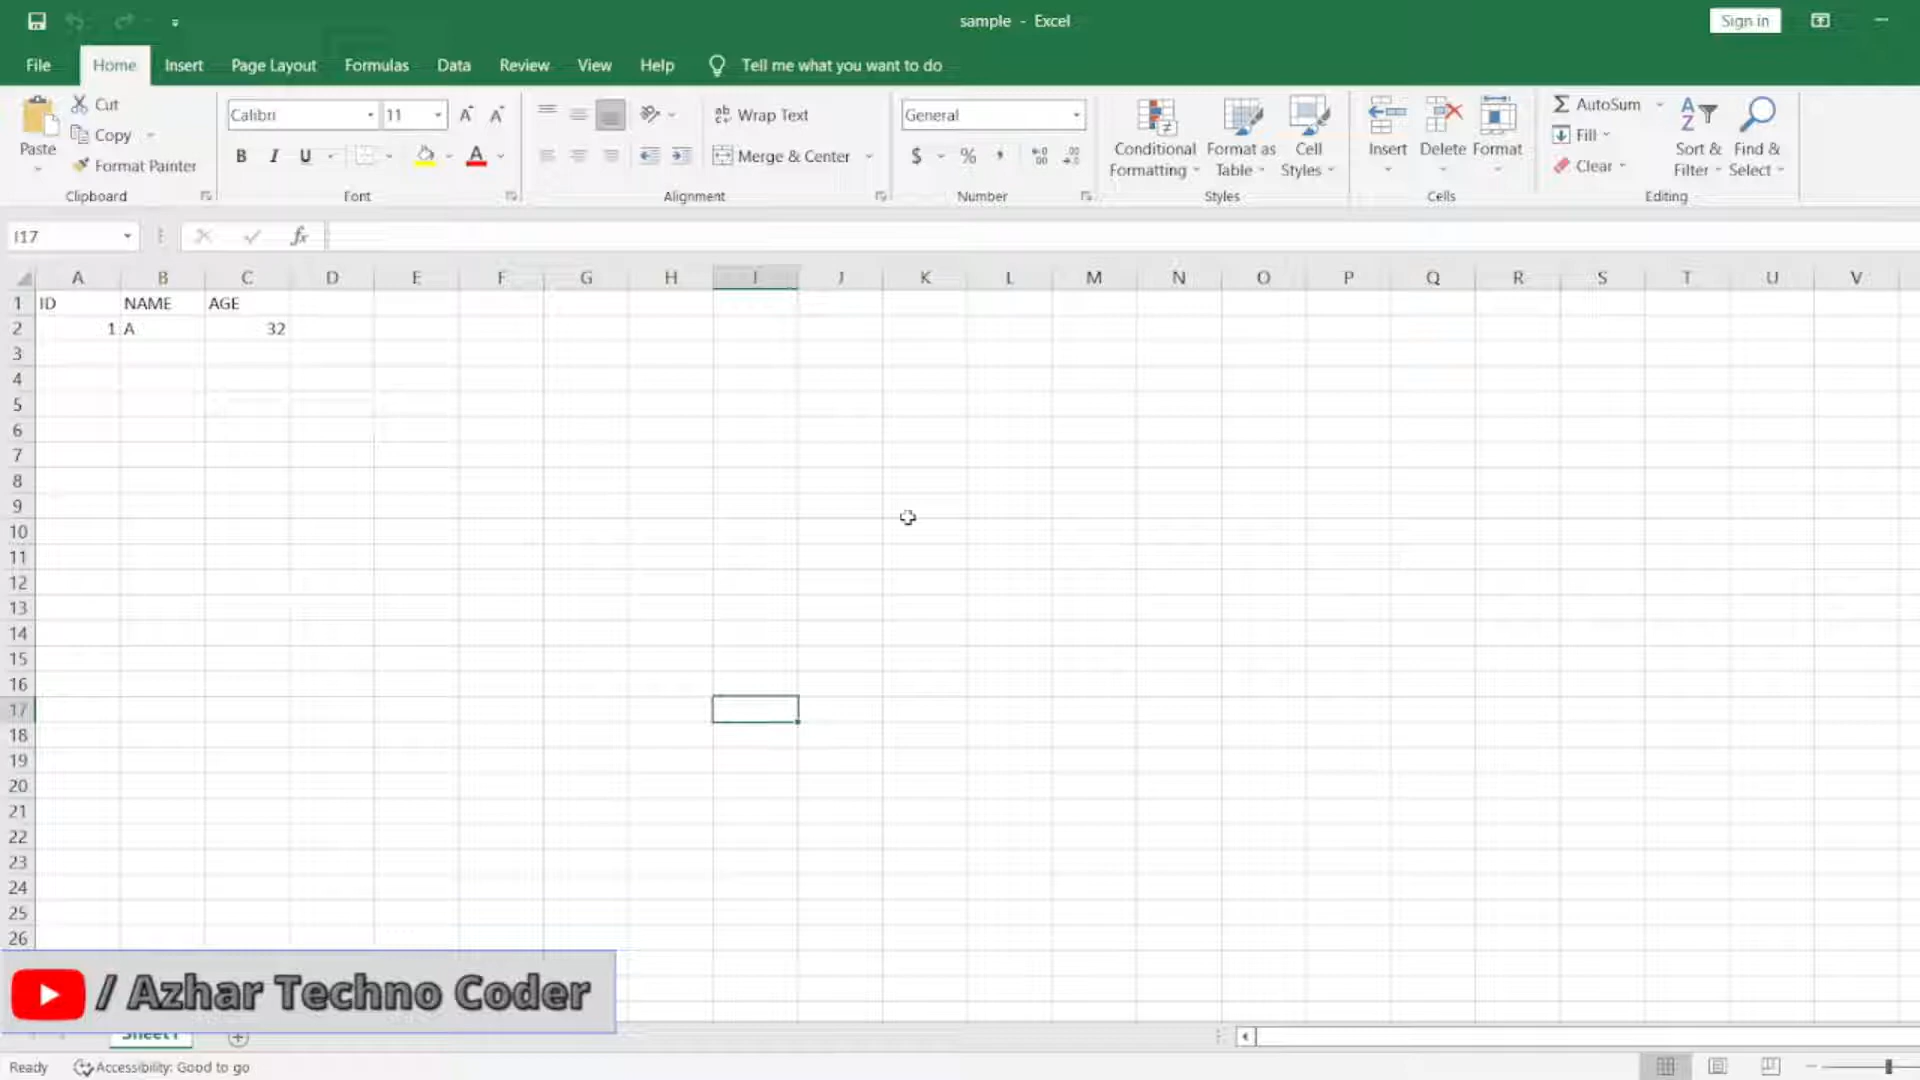 sample - Excel
Sign in
File Home Insert Page Layout Formulas Data Review View Help Tell me what you want to do
Paste
Cut
Copy
Format Painter
Clipboard
Calibri 11
B I U A
Font
Wrap Text
Merge & Center
Alignment
General
$ %
Number
Conditional Formatting
Format as Table
Cell Styles
Styles
Insert Delete Format
Cells
AutoSum
Fill
Clear
Sort & Filter
Find & Select
Editing
I17
fx
A B C D E F G H I J K L M N O P Q R S T U V
1 ID NAME AGE
2 1 A 32
3
4
5
6
7
8
9
10
11
12
13
14
15
16
17
18
19
20
21
22
23
24
25
26
/ Azhar Techno Coder
Sheet1
Ready Accessibility: Good to go